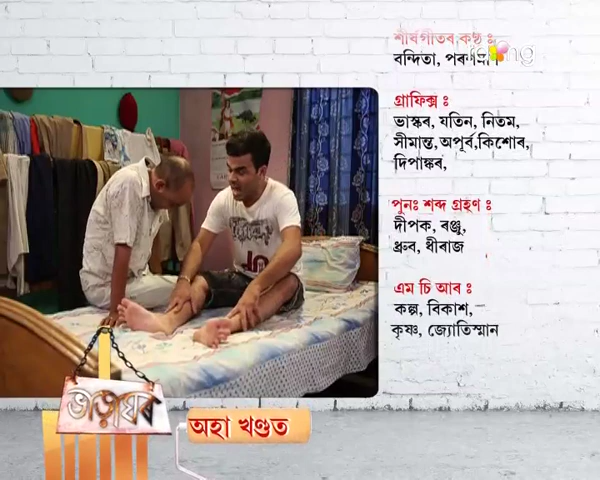 শীৰ্ষগীতৰ কণ্ঠ ঃ
বন্দিতা,
গ্ৰাফিক্স ঃ
ভাস্কৰ, যতিন, নিতম,
সীমান্ত, অপূৰ্ব,কিশোৰ,
দিপাঙ্কৰ,
পুনঃ শব্দ গ্ৰহণ ঃ
দীপক, ৰঞ্জু,
ধ্ৰুব, ধীৰাজ
এম চি আৰ ঃ
কল্প, বিকাশ,
কৃষ্ণ, জ্যোতিস্মান
ভাড়াঘৰ
অহা খণ্ডত